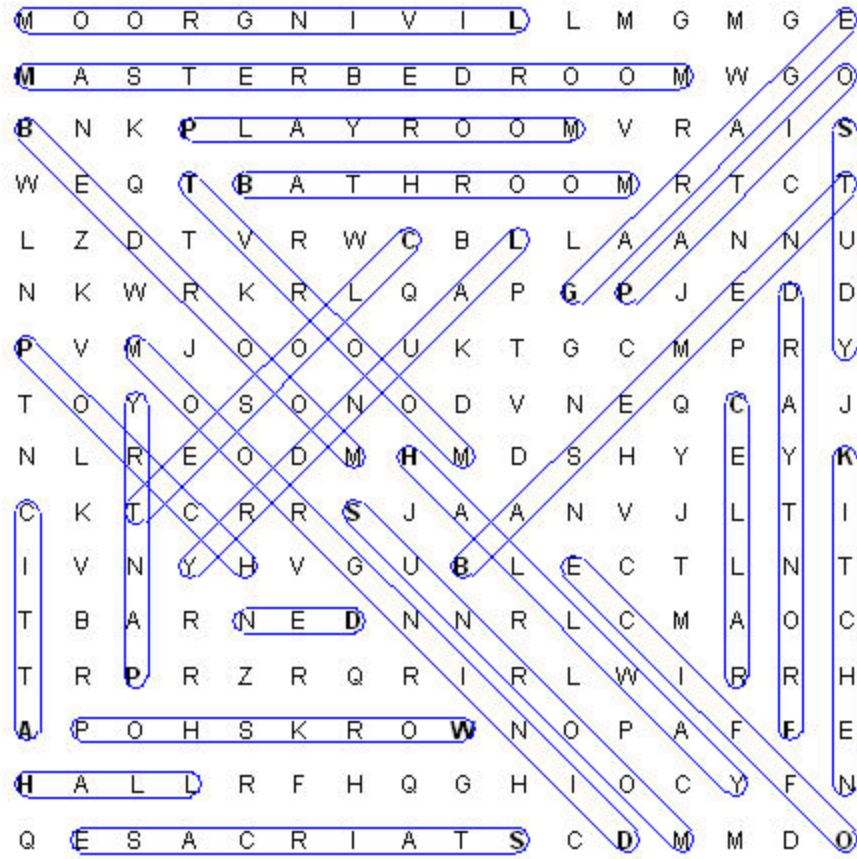 M O O R G N I V I L L M G M G E
M A S T E R B E D R O O M W G O
B N K P L A Y R O O M V R A I S
W E Q T B A T H R O O M R T C T
L Z D T V R W C B L L A A N N U
N K W R K R L Q A P G P J E D D
P V M J O O O U K T G C M P R Y
T O Y O S O N O D V N E Q C A J
N L R E O D M H M D S H Y E Y K
C K T C R R S J A A N V J L T I
I V N Y H V G U B L E C T L N T
T B A R N E D N N R L C M A O C
T R P R Z R Q R I R L W I R R H
A P O H S K R O W N O P A F F E
H A L L R F H Q G H I O C Y F N
Q E S A C R I A T S C D M M D O